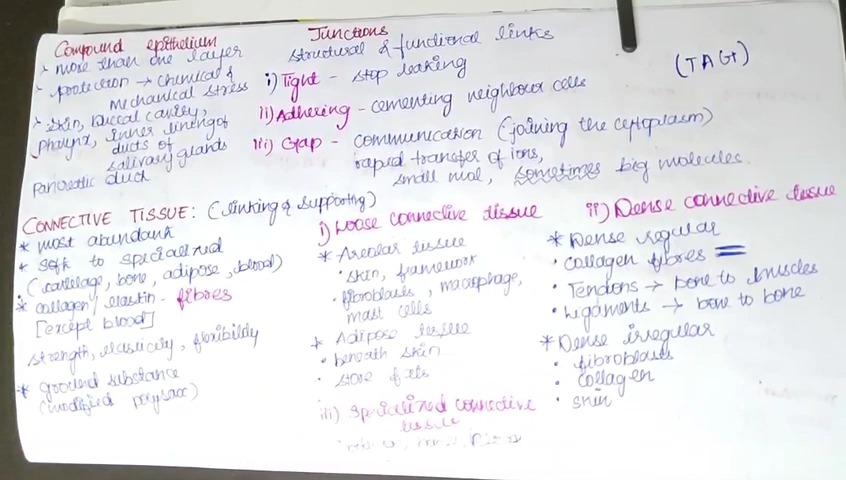 Compound epithelium
> more than one layer
> protection → chemical &
mechanical stress
> skin, buccal cavity,
pharynx, inner lining of
ducts of
salivary glands
pancreatic duct
Junctions
structural & functional links
i) Tight - stop leaking
(TAG)
ii) Adhering - cementing neighbour cells
iii) Gap - communication (joining the cytoplasm)
rapid transfer of ions,
small mol, sometimes big molecules.
CONNECTIVE TISSUE: (linking & supporting)
* most abundant
* soft to specialized
(cartilage, bone, adipose, blood)
* collagen/elastin - fibres
[except blood]
strength, elasticity, flexibility
* ground substance
(modified polysax)
i) Loose connective tissue
* Areolar tissue
• skin, framework
• fibroblasts, macrophage,
mast cells
* Adipose tissue
• beneath skin
• store fats
iii) Specialized connective
tissue
ii) Dense connective tissue
* Dense regular
• collagen fibres
• Tendons → bone to muscles
• Ligaments → bone to bone
* Dense irregular
• fibroblasts
• collagen
• skin